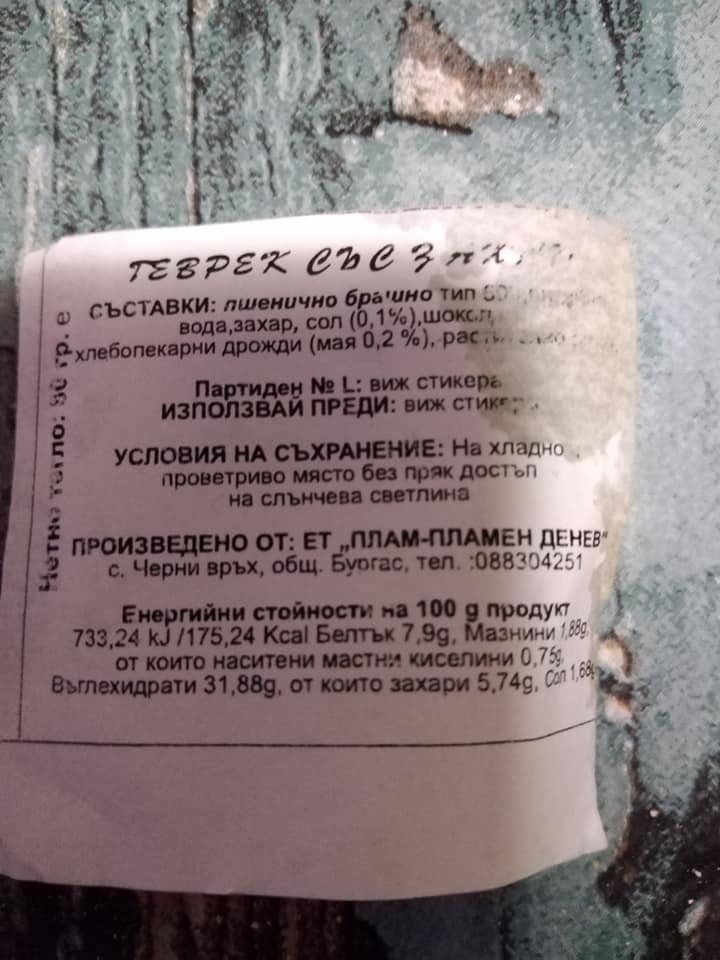 ГЕВРЕК СЪС
СЪСТАВКИ: пшенично брашно тип
вода,захар, сол (0,1%),шокол
хлебопекарни дрожди (мая 0,2 %),
Партиден № L: виж стикера
ИЗПОЛЗВАЙ ПРЕДИ: виж
УСЛОВИЯ НА СЪХРАНЕНИЕ: На хладно
проветриво място без пряк достъп
на слънчева светлина
ПРОИЗВЕДЕНО ОТ: ЕТ „ПЛАМ-ПЛАМЕН ДЕНЕВ"
с. Черни връх, общ. Бургас, тел. :088304251
Енергийни стойности на 100 g продукт
733,24 kJ /175,24 Kcal Белтък 7,9g, Мазнини 1,88g,
от които наситени мастни киселини 0,75g,
Въглехидрати 31,88g, от които захари 5,74g, Сол 1,68g
Нетно тегло: гр. е